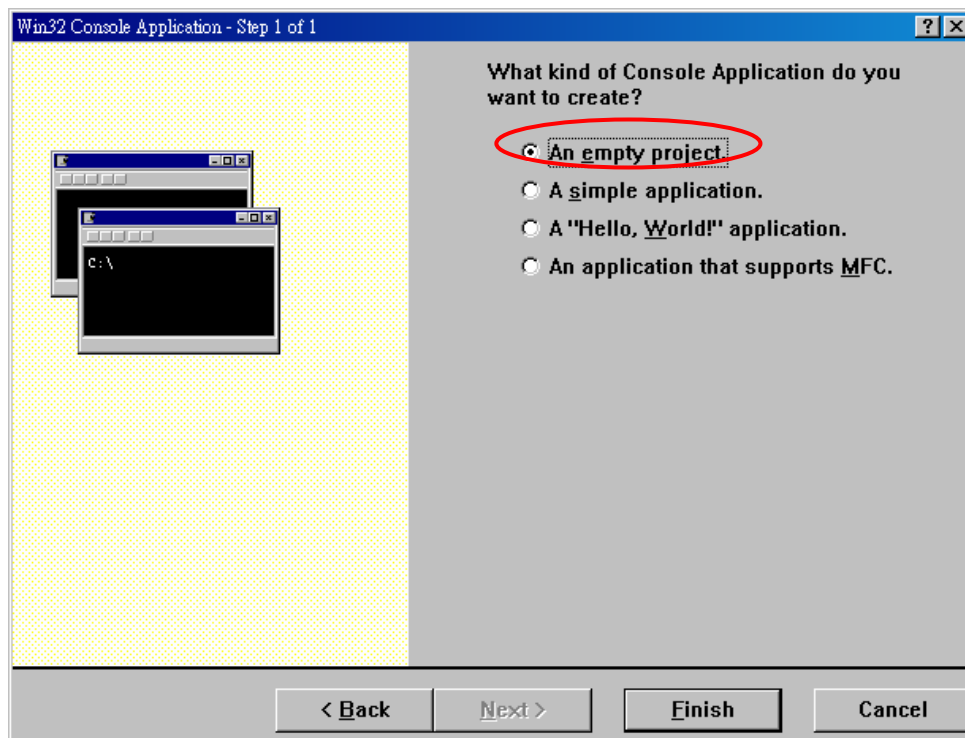 Win32 Console Application - Step 1 of 1
What kind of Console Application do you
want to create?
An empty project.
A simple application.
A "Hello, World!" application.
An application that supports MFC.
C:\
< Back
Next >
Finish
Cancel